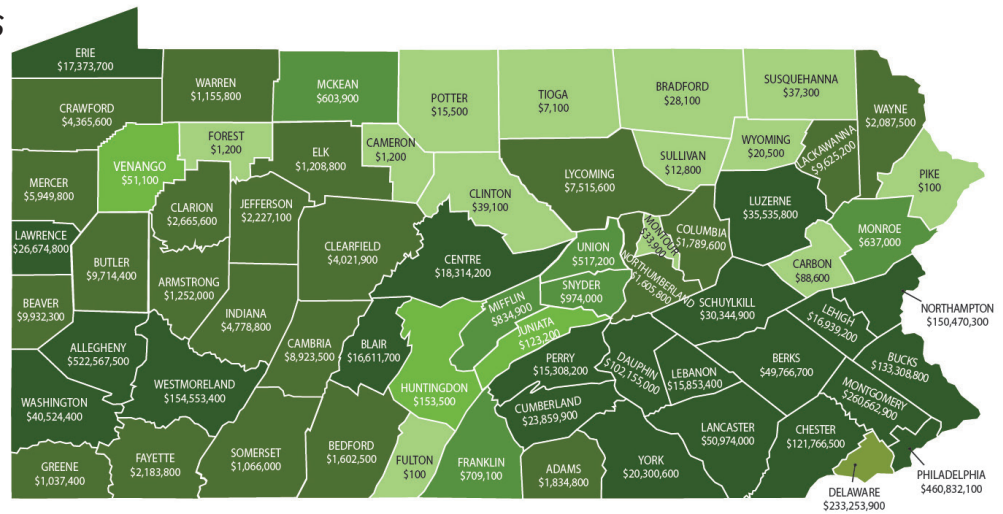 S
ERIE
$17,373,700
CRAWFORD
$4,365,600
WARREN
$1,155,800
MCKEAN
$603,900
POTTER
$15,500
TIOGA
$7,100
BRADFORD
$28,100
SUSQUEHANNA
$37,300
WAYNE
$2,087,500
FOREST
$1,200
VENANGO
$51,100
ELK
$1,208,800
CAMERON
$1,200
SULLIVAN
$12,800
WYOMING
$20,500
LACKAWANNA
$9,625,200
PIKE
$100
MERCER
$5,949,800
CLARION
$2,665,600
JEFFERSON
$2,227,100
CLINTON
$39,100
LYCOMING
$7,515,600
LUZERNE
$35,535,800
LAWRENCE
$26,674,800
BUTLER
$9,714,400
CLEARFIELD
$4,021,900
CENTRE
$18,314,200
UNION
$517,200
MONTOUR
$33,900
COLUMBIA
$1,789,600
MONROE
$637,000
CARBON
$88,600
ARMSTRONG
$1,252,000
BEAVER
$9,932,300
INDIANA
$4,778,800
SNYDER
$974,000
NORTHUMBERLAND
$1,605,800
SCHUYLKILL
$30,344,900
NORTHAMPTON
$150,470,300
MIFFLIN
$834,900
JUNIATA
$123,200
LEHIGH
$16,939,200
ALLEGHENY
$522,567,500
CAMBRIA
$8,923,500
BLAIR
$16,611,700
PERRY
$15,308,200
DAUPHIN
$102,155,000
LEBANON
$15,853,400
BERKS
$49,766,700
BUCKS
$133,308,800
WESTMORELAND
$154,553,400
HUNTINGDON
$153,500
MONTGOMERY
$260,662,900
WASHINGTON
$40,524,400
CUMBERLAND
$23,859,900
LANCASTER
$50,974,000
CHESTER
$121,766,500
GREENE
$1,037,400
FAYETTE
$2,183,800
SOMERSET
$1,066,000
BEDFORD
$1,602,500
FULTON
$100
FRANKLIN
$709,100
ADAMS
$1,834,800
YORK
$20,300,600
PHILADELPHIA
$460,832,100
DELAWARE
$233,253,900